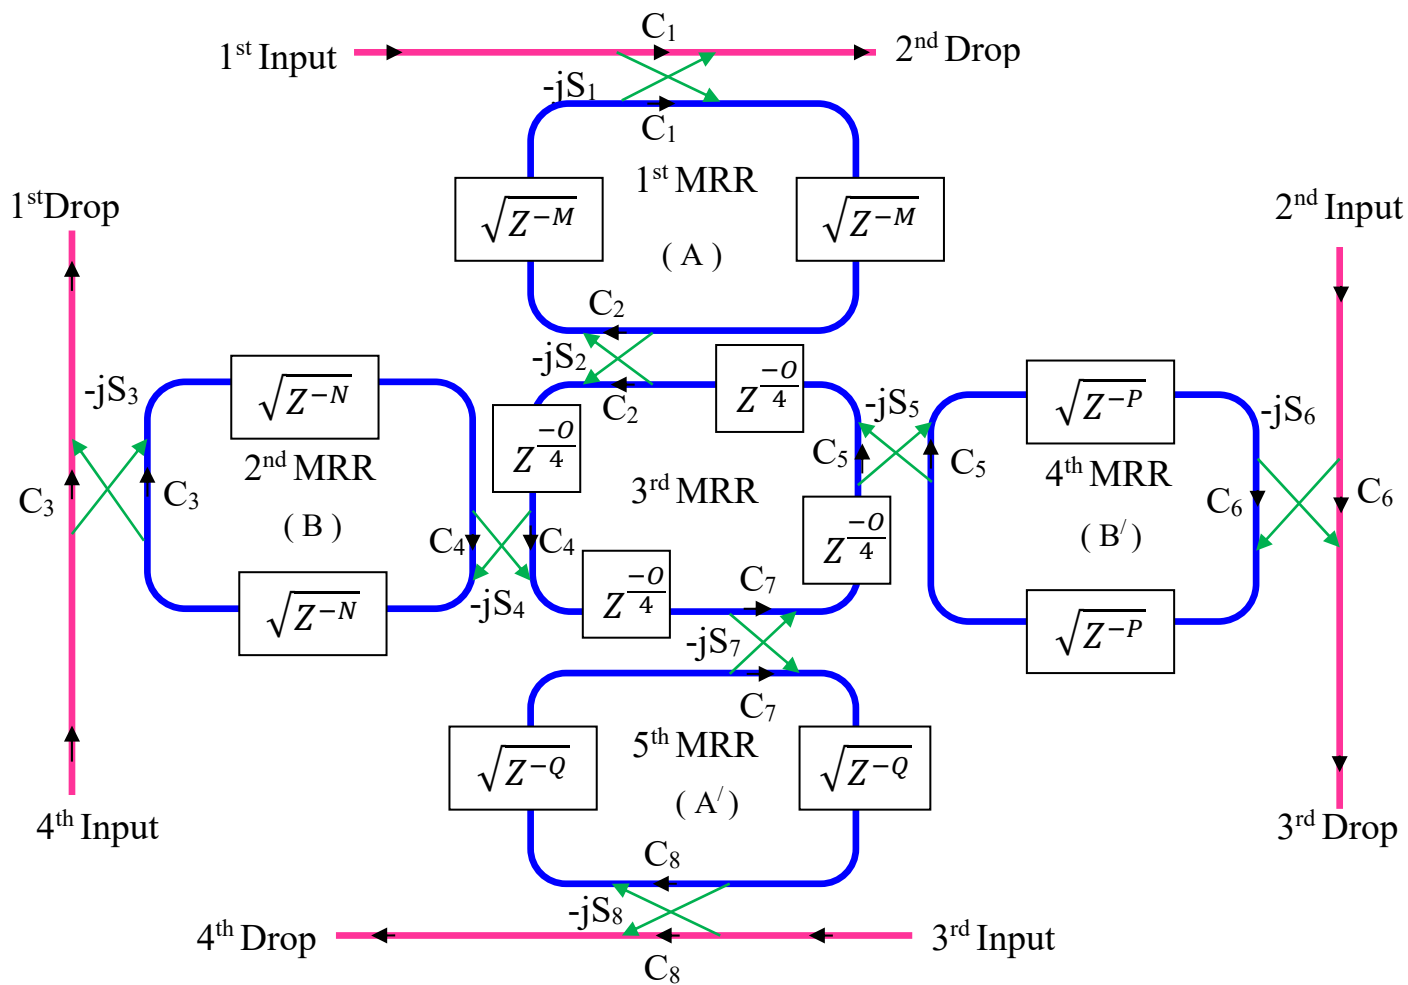 C₁
1ˢᵗ Input
2ⁿᵈ Drop
-jS₁
C₁
1ˢᵗ MRR
√Z⁻ᴹ
√Z⁻ᴹ
( A )
1ˢᵗDrop
2ⁿᵈ Input
C₂
-jS₂
C₂
-jS₃
√Z⁻ᴺ
Z^(-O/4)
-jS₅
√Z⁻ᴾ
-jS₆
Z^(-O/4)
2ⁿᵈ MRR
3ʳᵈ MRR
C₅
C₅
4ᵗʰ MRR
C₃
C₃
C₆
C₆
( B )
( B′ )
C₄
C₄
Z^(-O/4)
√Z⁻ᴺ
-jS₄
Z^(-O/4)
C₇
√Z⁻ᴾ
-jS₇
C₇
5ᵗʰ MRR
√Z^(-Q)
√Z^(-Q)
( A′ )
4ᵗʰ Input
3ʳᵈ Drop
C₈
-jS₈
4ᵗʰ Drop
3ʳᵈ Input
C₈